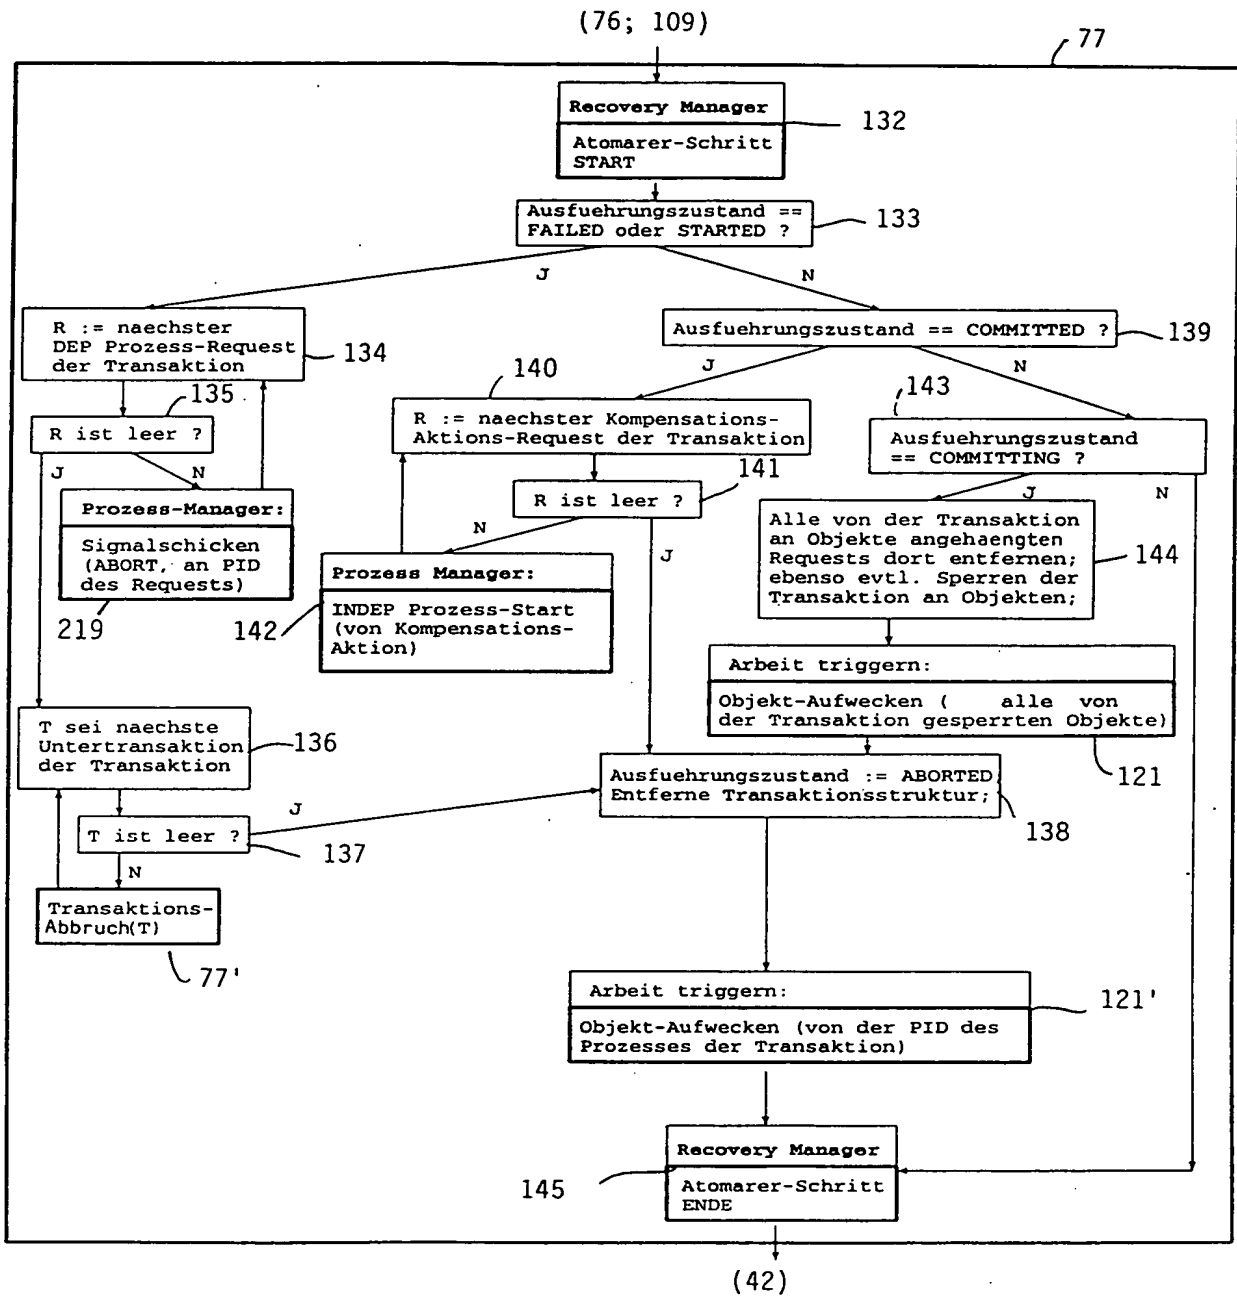 (76; 109)
77
Recovery Manager
132
Atomarer-Schritt
START
Ausfuehrungszustand ==
FAILED oder STARTED ?
133
J
N
R := naechster
DEP Prozess-Request
der Transaktion
134
Ausfuehrungszustand == COMMITTED ?
139
J
N
140
143
135
R := naechster Kompensations-
Aktions-Request der Transaktion
R ist leer ?
Ausfuehrungszustand
== COMMITTING ?
J
N
141
R ist leer ?
J
N
Prozess-Manager:
Signalschicken
(ABORT, an PID
des Requests)
219
N
J
Alle von der Transaktion
an Objekte angehaengten
Requests dort entfernen;
ebenso evtl. Sperren der
Transaktion an Objekten;
144
Prozess Manager:
INDEP Prozess-Start
(von Kompensations-
Aktion)
142
Arbeit triggern:
Objekt-Aufwecken ( alle von
der Transaktion gesperrten Objekte)
121
T sei naechste
Untertransaktion
der Transaktion
136
Ausfuehrungszustand := ABORTED
Entferne Transaktionsstruktur;
138
J
T ist leer ?
137
N
Transaktions-
Abbruch(T)
77'
Arbeit triggern:
121'
Objekt-Aufwecken (von der PID des
Prozesses der Transaktion)
Recovery Manager
145
Atomarer-Schritt
ENDE
(42)